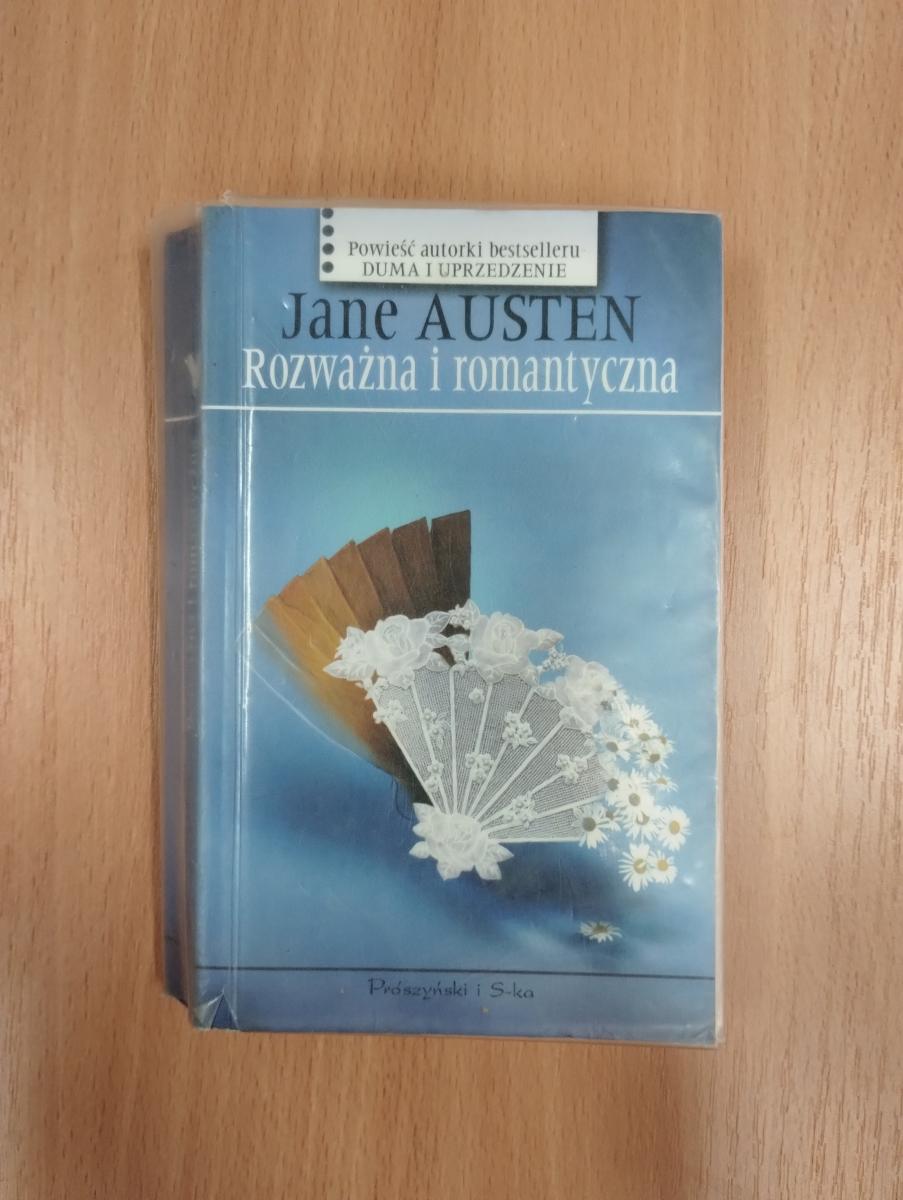 Powieść autorki bestselleru
DUMA I UPRZEDZENIE
Jane AUSTEN
Rozważna i romantyczna
Prószyński i S-ka